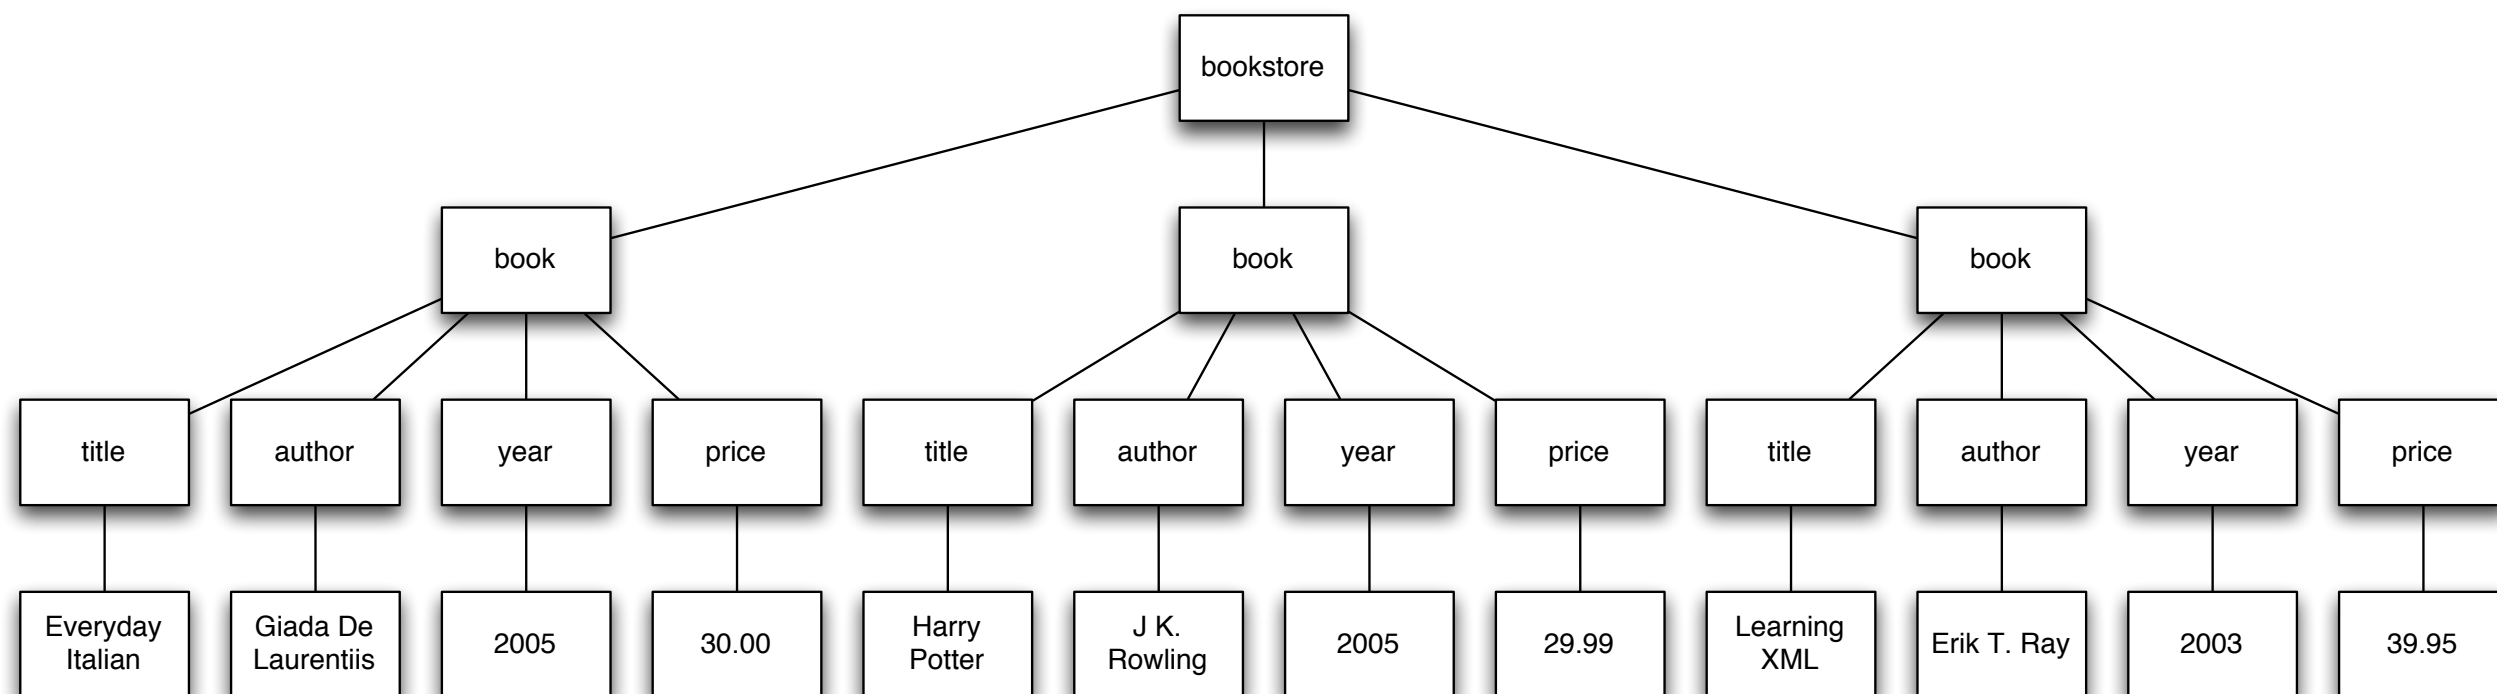 bookstore
book
book
book
title
author
year
price
title
author
year
price
title
author
year
price
Everyday
Italian
Giada De
Laurentiis
2005
30.00
Harry
Potter
J K.
Rowling
2005
29.99
Learning
XML
Erik T. Ray
2003
39.95